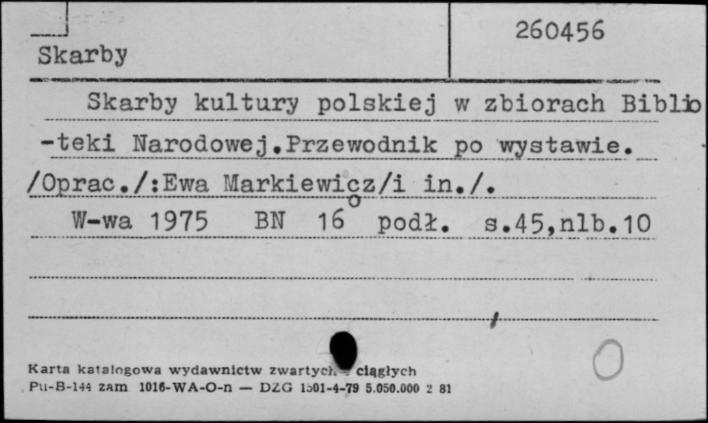 260456
Skarby
Skarby kultury polskiej w zbiorach Biblio
-teki Narodowej.Przewodnik po wystawie.
/Oprac./:Ewa Markiewicz/i in./.
W-wa 1975 BN 16° podł. s.45,nlb.10
Karta katalogowa wydawnictw zwartych ciągłych
Pu-B-144 zam 1016-WA-O-n — DZG 1501-4-79 5.050.000 2 81